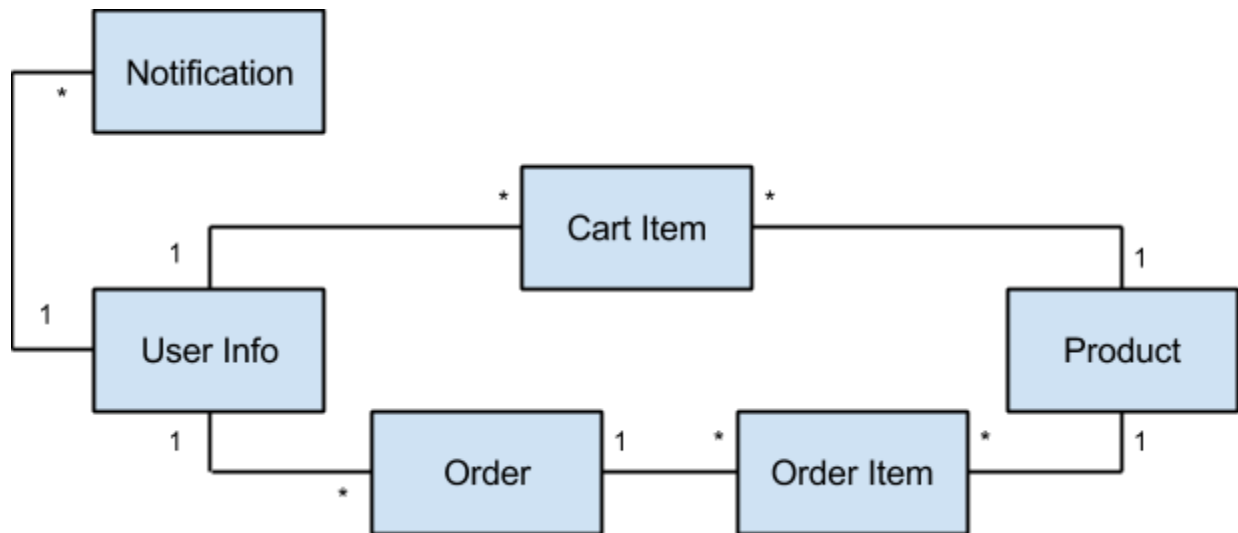 Notification
*
Cart Item
*
*
1
1
1
User Info
Product
1
*
Order
1
*
Order Item
*
1